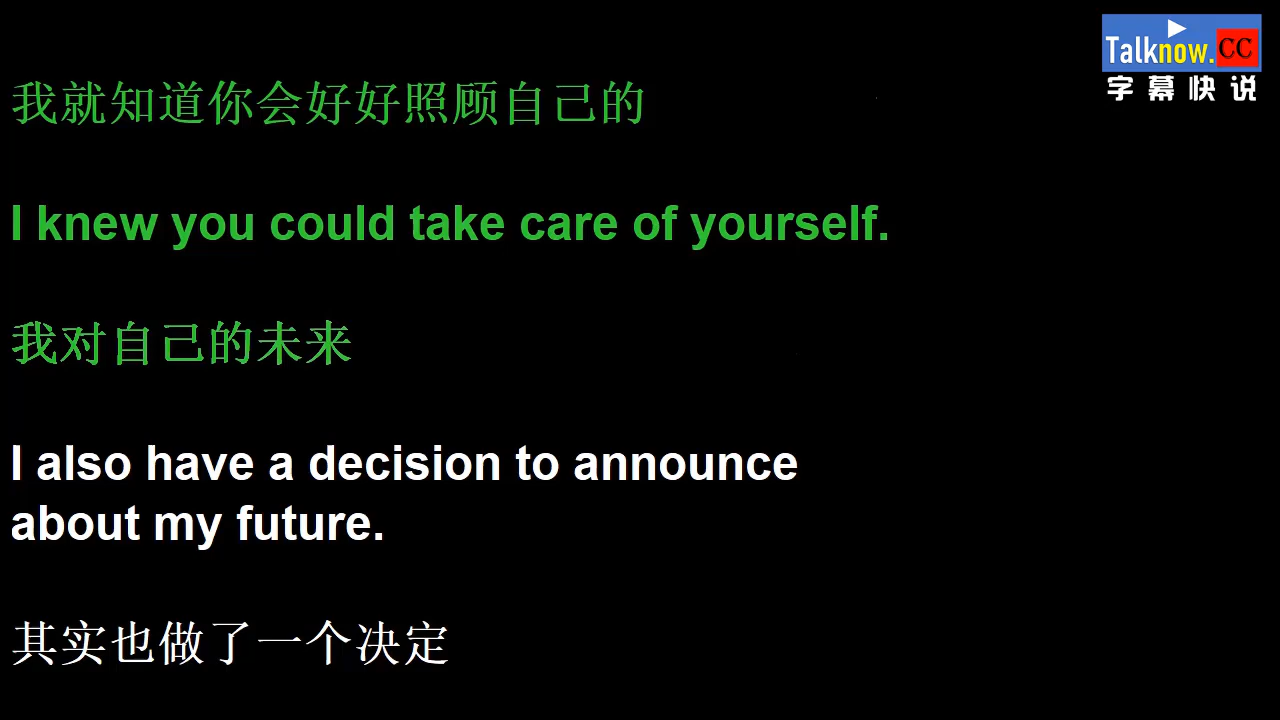 Talknow.CC
字幕快说
我就知道你会好好照顾自己的
I knew you could take care of yourself.
我对自己的未来
I also have a decision to announce
about my future.
其实也做了一个决定